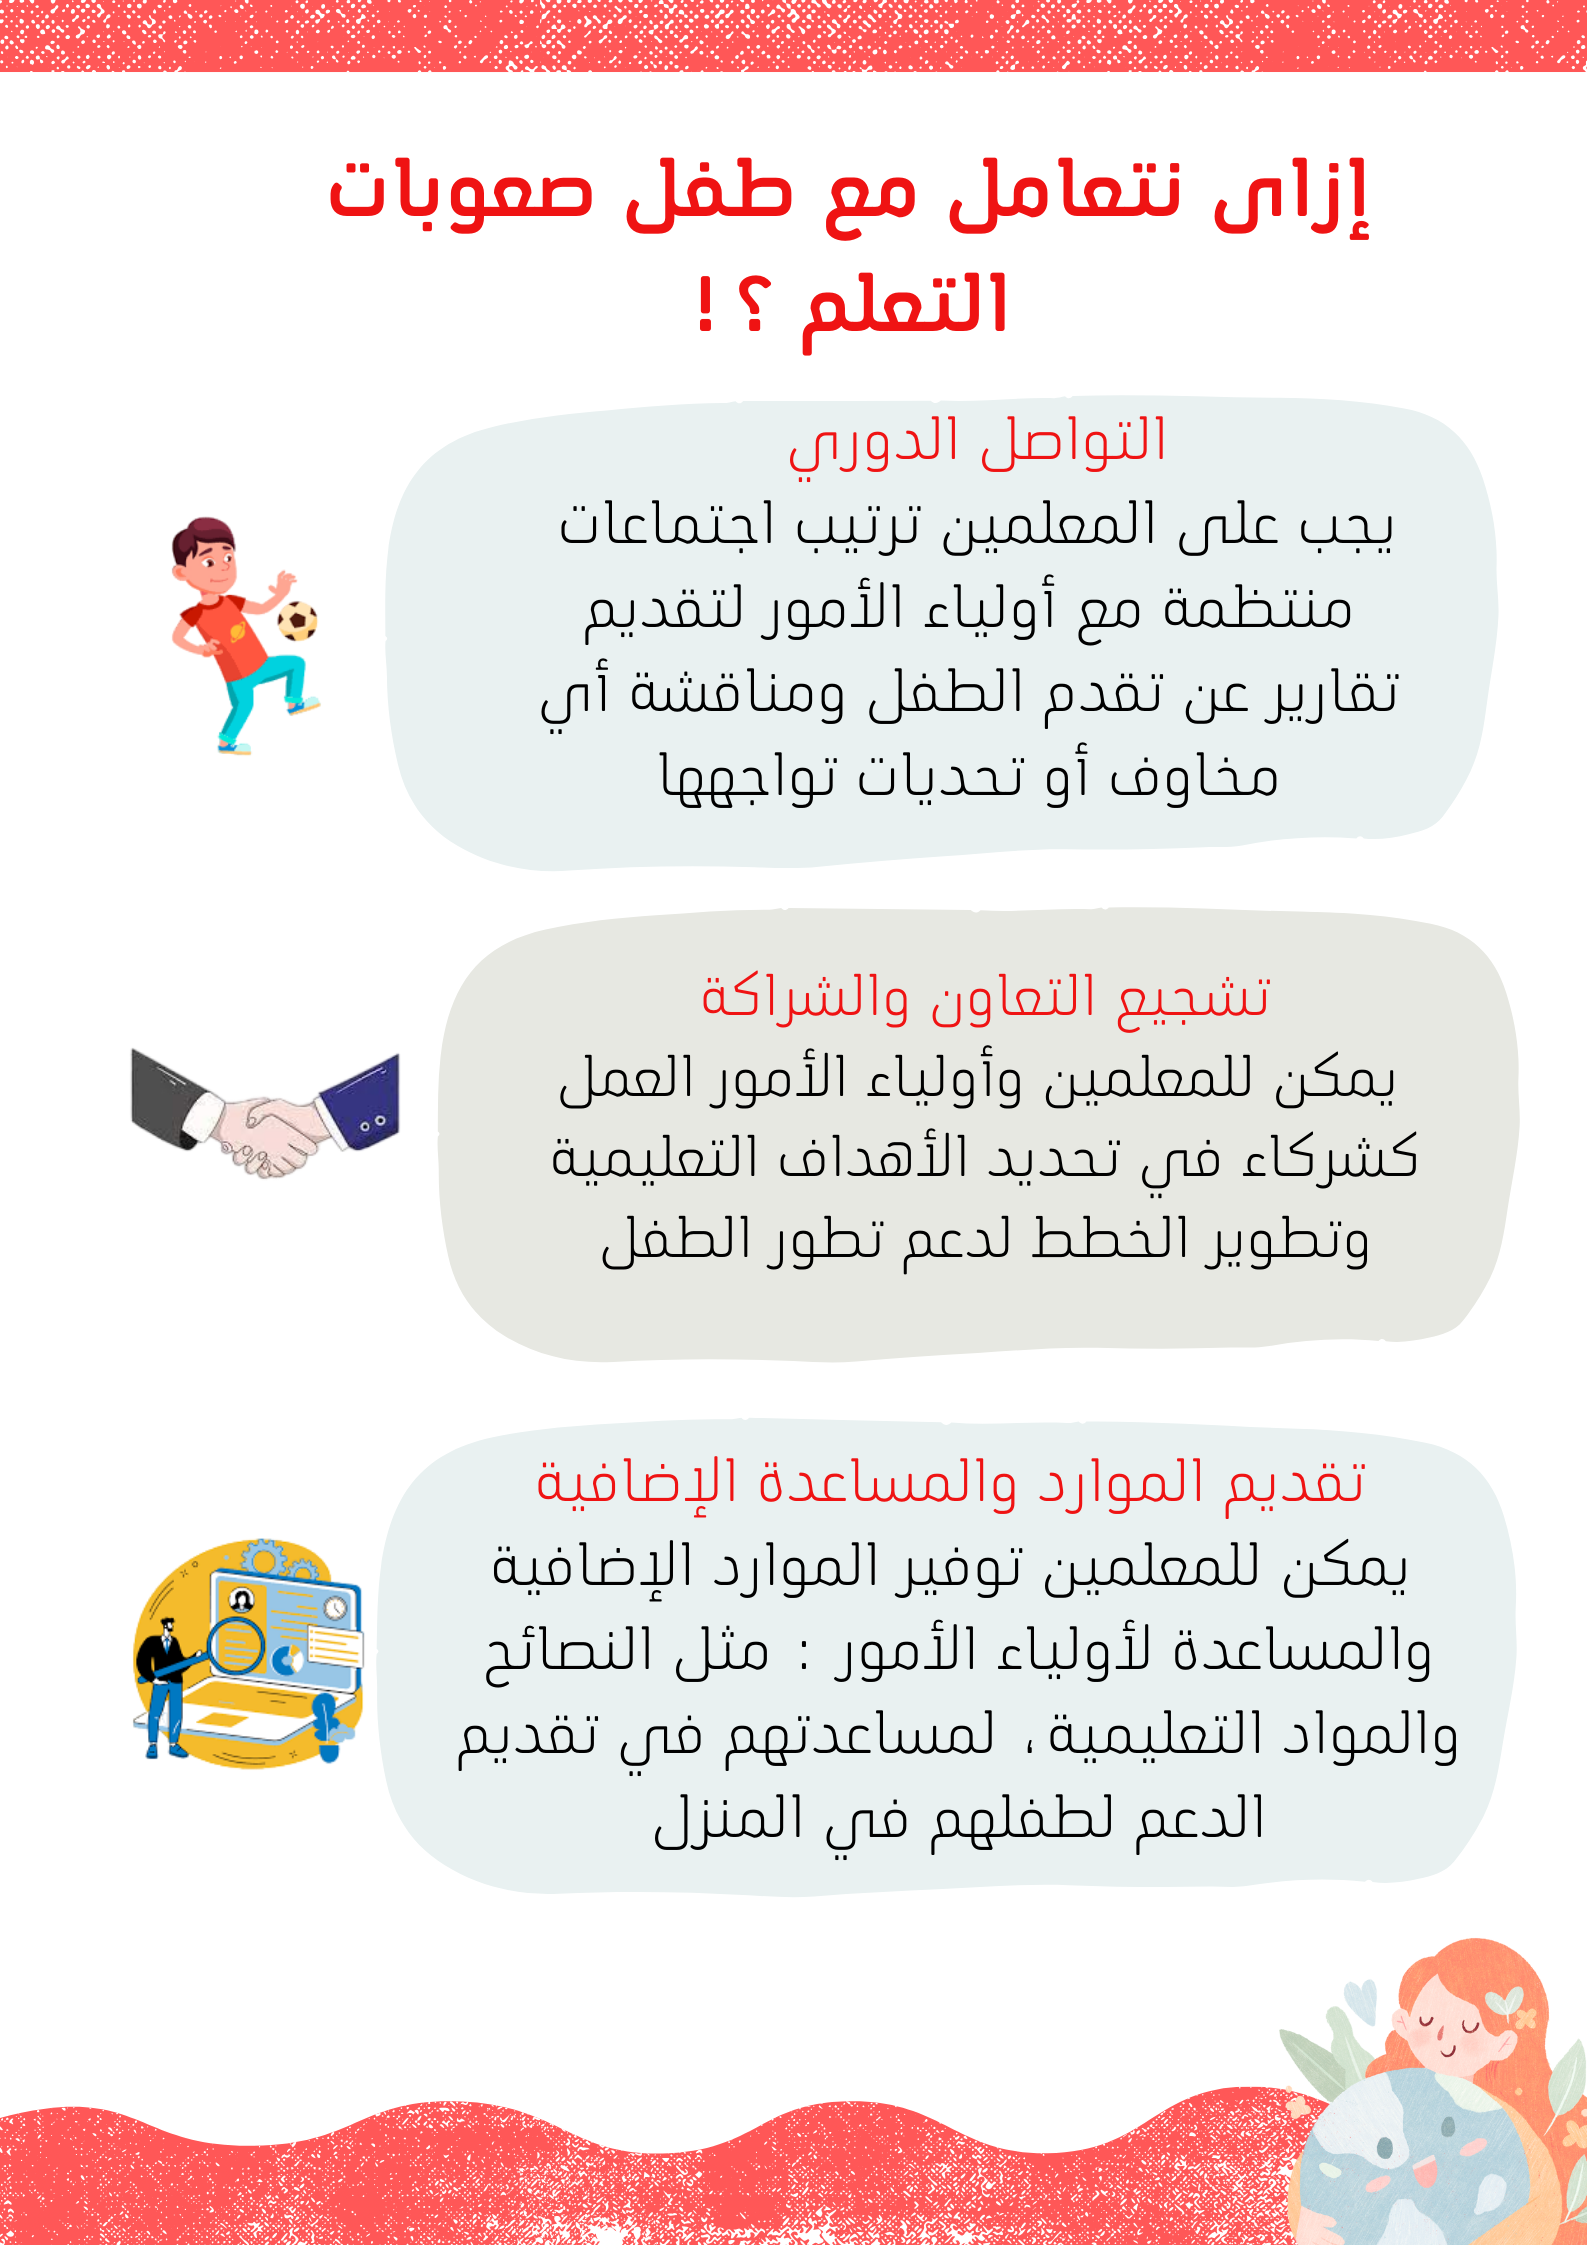 إزاى نتعامل مع طفل صعوبات
التعلم ؟ !
التواصل الدوري
يجب على المعلمين ترتيب اجتماعات
منتظمة مع أولياء الأمور لتقديم
تقارير عن تقدم الطفل ومناقشة أي
مخاوف أو تحديات تواجهها
تشجيع التعاون والشراكة
يمكن للمعلمين وأولياء الأمور العمل
كشركاء في تحديد الأهداف التعليمية
وتطوير الخطط لدعم تطور الطفل
تقديم الموارد والمساعدة الإضافية
يمكن للمعلمين توفير الموارد الإضافية
والمساعدة لأولياء الأمور : مثل النصائح
والمواد التعليمية، لمساعدتهم في تقديم
الدعم لطفلهم في المنزل